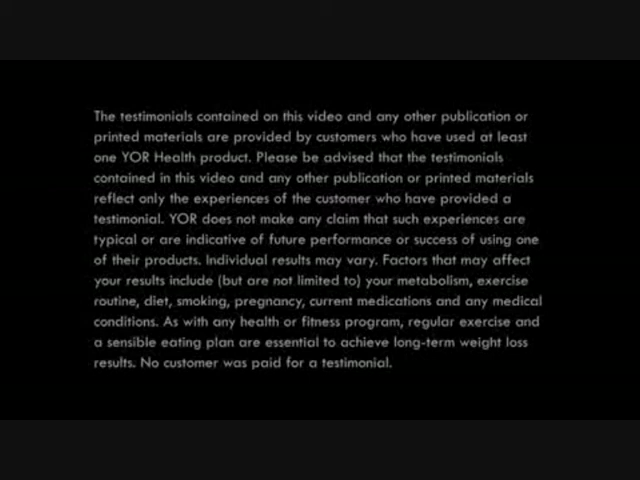 The testimonials contained on this video and any other publication or
printed materials are provided by customers who have used at least
one YOR Health product. Please be advised that the testimonials
contained in this video and any other publication or printed materials
reflect only the experiences of the customer who have provided a
testimonial. YOR does not make any claim that such experiences are
typical or are indicative of future performance or success of using one
of their products. Individual results may vary. Factors that may affect
your results include (but are not limited to) your metabolism, exercise
routine, diet, smoking, pregnancy, current medications and any medical
conditions. As with any health or fitness program, regular exercise and
a sensible eating plan are essential to achieve long-term weight loss
results. No customer was paid for a testimonial.